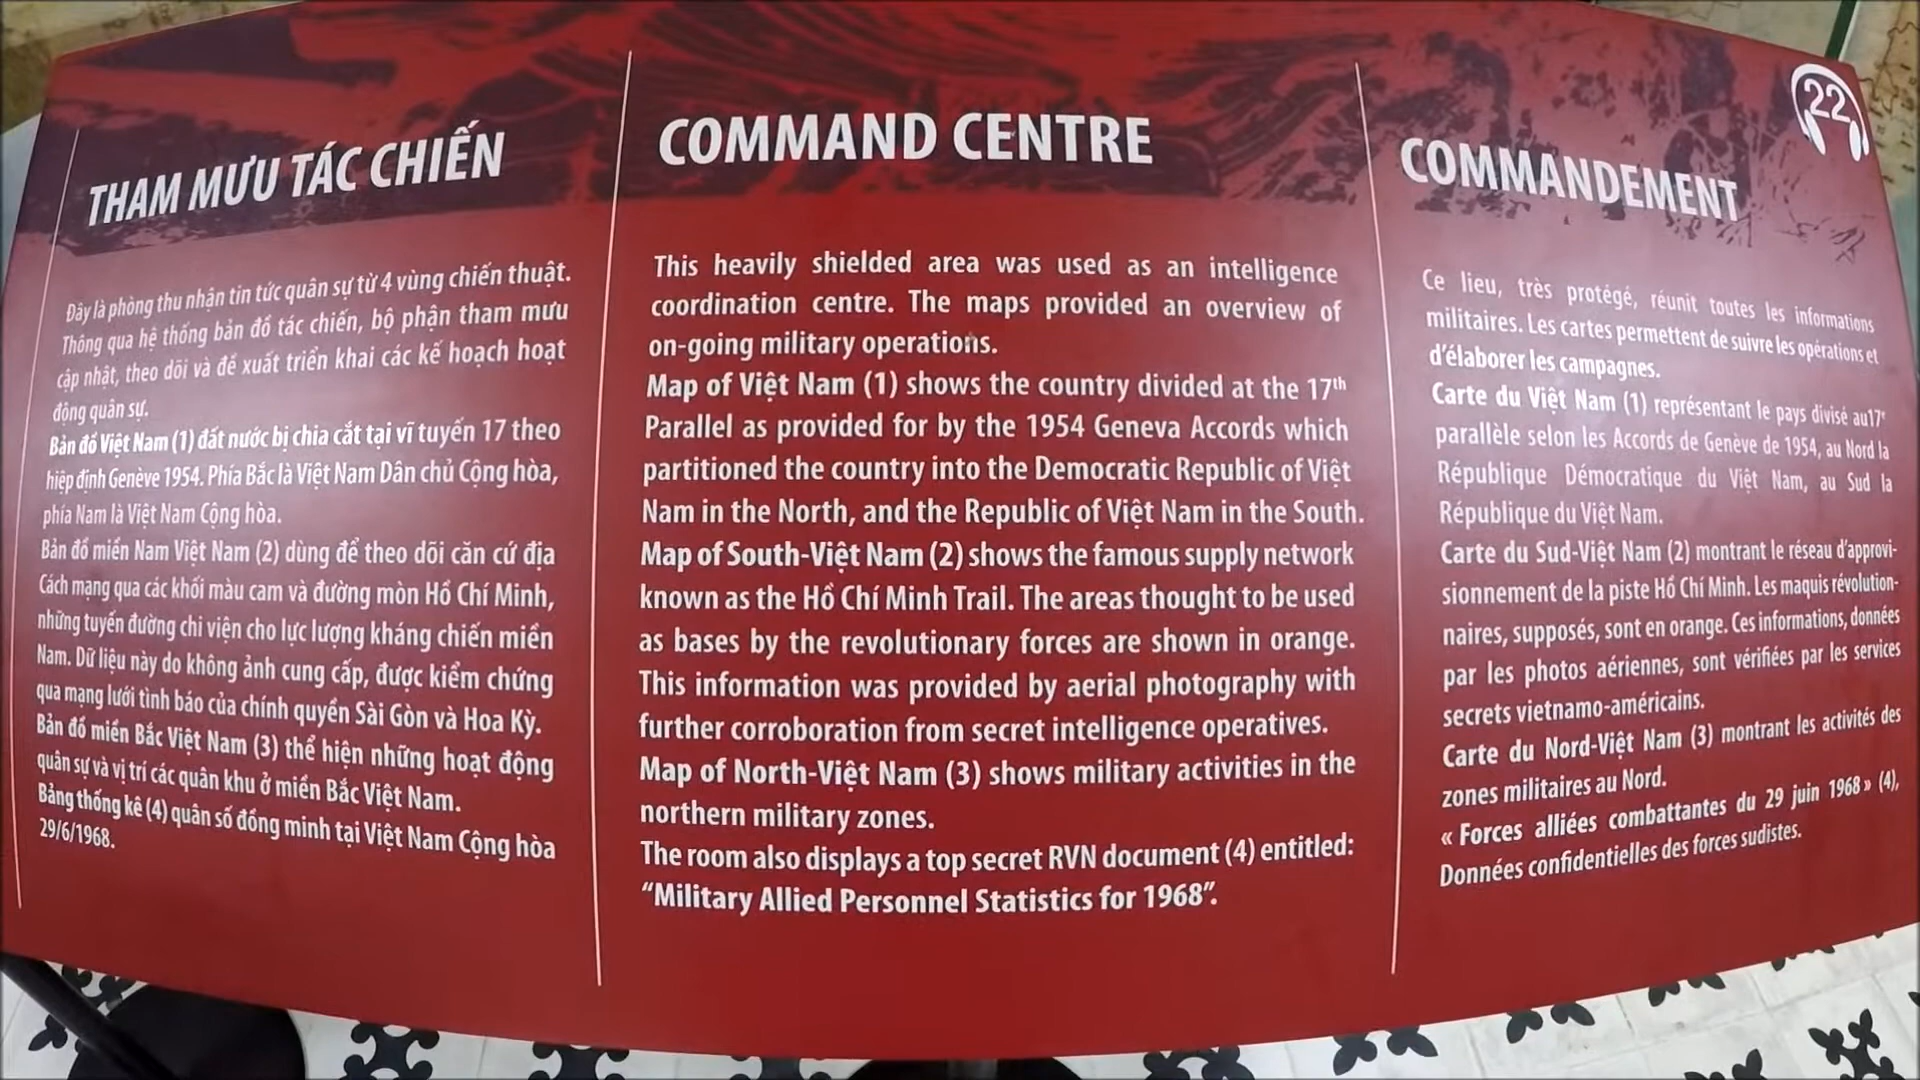 THAM MƯU TÁC CHIẾN
Đây là phòng thu nhận tin tức quân sự từ 4 vùng chiến thuật.
Thông qua hệ thống bản đồ tác chiến, bộ phận tham mưu
cập nhật, theo dõi và đề xuất triển khai các kế hoạch hoạt
động quân sự.
Bản đồ Việt Nam (1) đất nước bị chia cắt tại vĩ tuyến 17 theo
hiệp định Genève 1954. Phía Bắc là Việt Nam Dân chủ Cộng hòa,
phía Nam là Việt Nam Cộng hòa.
Bản đồ miền Nam Việt Nam (2) dùng để theo dõi căn cứ địa
Cách mạng qua các khối màu cam và đường mòn Hồ Chí Minh,
những tuyến đường chi viện cho lực lượng kháng chiến miền
Nam. Dữ liệu này do không ảnh cung cấp, được kiểm chứng
qua mạng lưới tình báo của chính quyền Sài Gòn và Hoa Kỳ.
Bản đồ miền Bắc Việt Nam (3) thể hiện những hoạt động
quân sự và vị trí các quân khu ở miền Bắc Việt Nam.
Bảng thống kê (4) quân số đồng minh tại Việt Nam Cộng hòa
29/6/1968.
COMMAND CENTRE
This heavily shielded area was used as an intelligence
coordination centre. The maps provided an overview of
on-going military operations.
Map of Việt Nam (1) shows the country divided at the 17th
Parallel as provided for by the 1954 Geneva Accords which
partitioned the country into the Democratic Republic of Việt
Nam in the North, and the Republic of Việt Nam in the South.
Map of South-Việt Nam (2) shows the famous supply network
known as the Hồ Chí Minh Trail. The areas thought to be used
as bases by the revolutionary forces are shown in orange.
This information was provided by aerial photography with
further corroboration from secret intelligence operatives.
Map of North-Việt Nam (3) shows military activities in the
northern military zones.
The room also displays a top secret RVN document (4) entitled:
“Military Allied Personnel Statistics for 1968”.
22
COMMANDEMENT
Ce lieu, très protégé, réunit toutes les informations
militaires. Les cartes permettent de suivre les opérations et
d’élaborer les campagnes.
Carte du Việt Nam (1) représentant le pays divisé au17e
parallèle selon les Accords de Genève de 1954, au Nord la
République Démocratique du Việt Nam, au Sud la
République du Việt Nam.
Carte du Sud-Việt Nam (2) montrant le réseau d’approvi-
sionnement de la piste Hồ Chí Minh. Les maquis révolution-
naires, supposés, sont en orange. Ces informations, données
par les photos aériennes, sont vérifiées par les services
secrets vietnamo-américains.
Carte du Nord-Việt Nam (3) montrant les activités des
zones militaires au Nord.
« Forces alliées combattantes du 29 juin 1968 » (4),
Données confidentielles des forces sudistes.